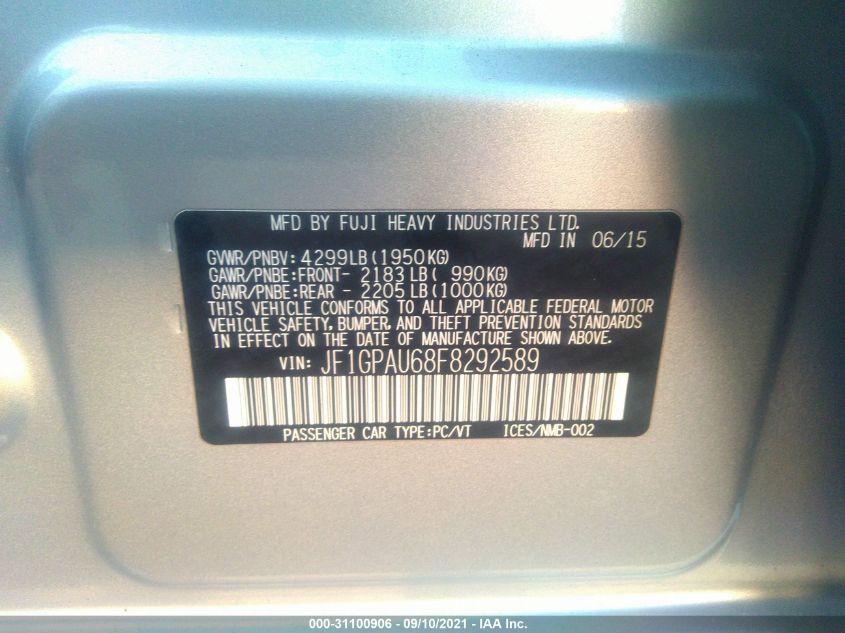 MFD BY FUJI HEAVY INDUSTRIES LTD.
MFD IN 06/15
GVWR/PNBV: 4299LB (1950KG)
GAWR/PNBE:FRONT- 2183 LB ( 990KG)
GAWR/PNBE:REAR - 2205 LB (1000KG)
THIS VEHICLE CONFORMS TO ALL APPLICABLE FEDERAL MOTOR
VEHICLE SAFETY, BUMPER, AND THEFT PREVENTION STANDARDS
IN EFFECT ON THE DATE OF MANUFACTURE SHOWN ABOVE.
VIN: JF1GPAU68F8292589
PASSENGER CAR TYPE:PC/VT ICES/NMB-002
000-31100906 - 09/10/2021 - IAA Inc.